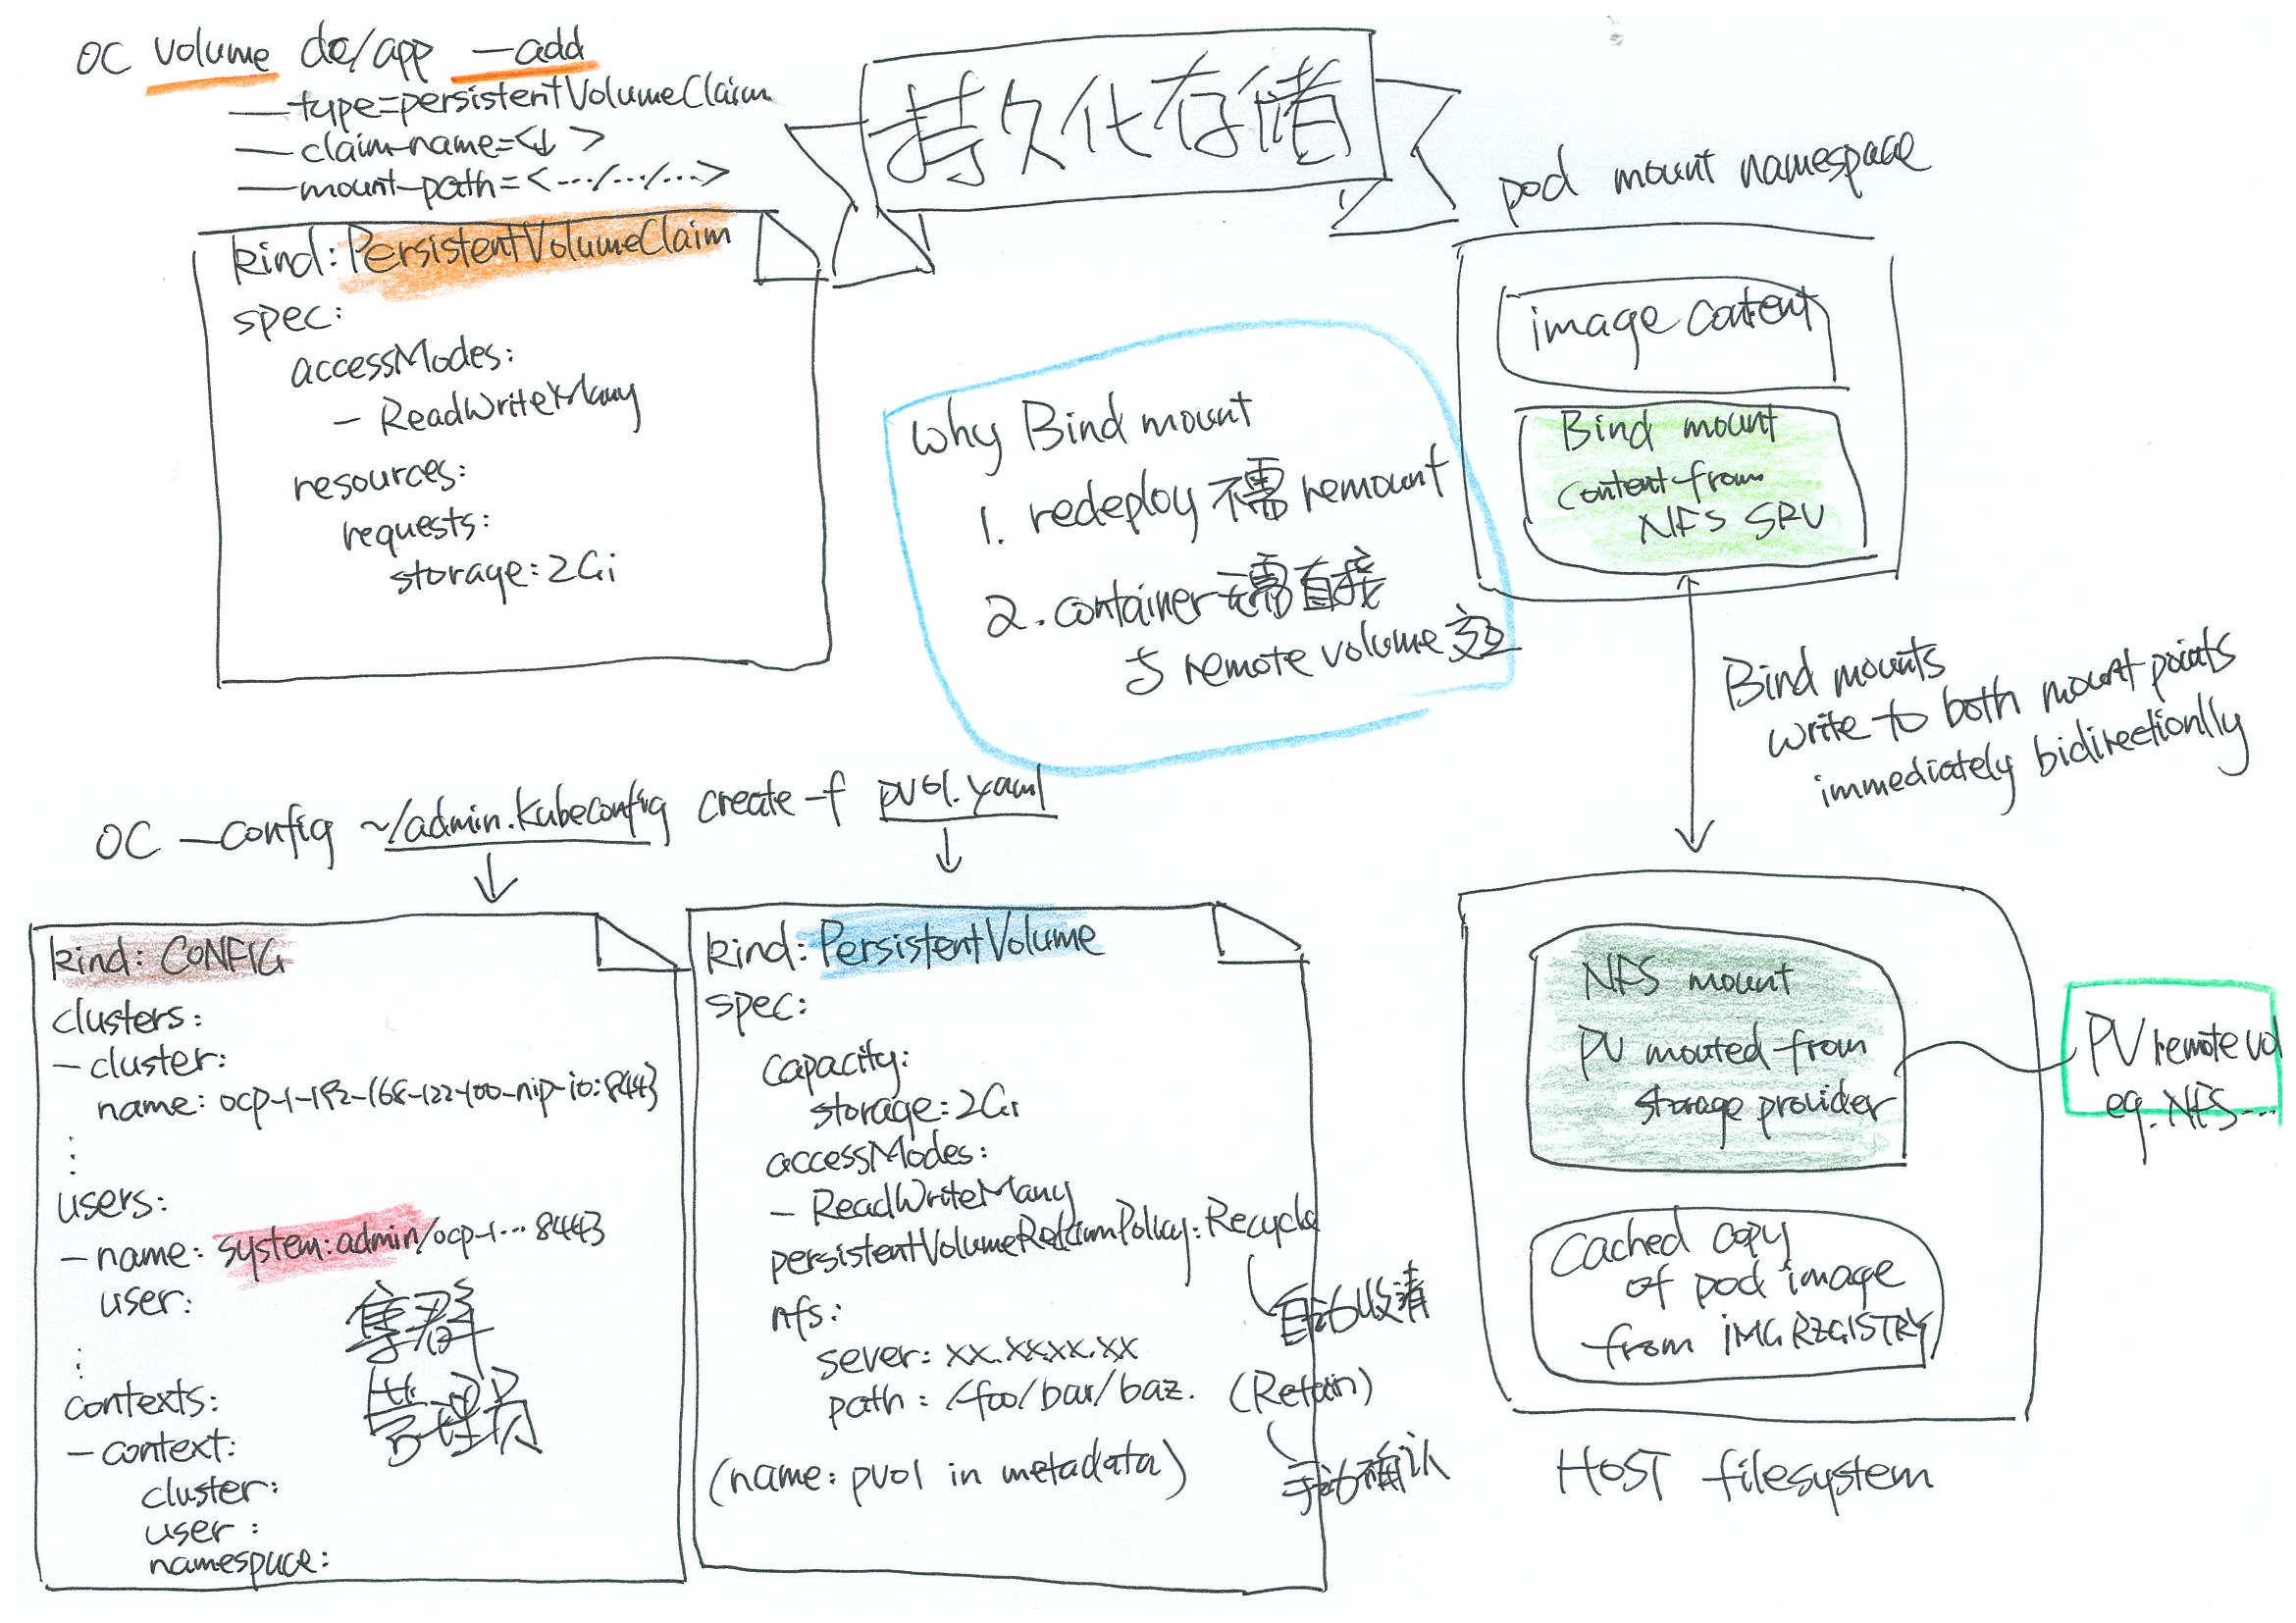 OC volume dc/app —add
—type=persistentVolumeClaim
—claim-name=<↓>
—mount-path=<.../.../...>
持久化存储
kind: PersistentVolumeClaim
spec:
accessModes:
- ReadWriteMany
resources:
requests:
storage: 2Gi
why Bind mount
1. redeploy 不需 remount
2. container 无需直接
与 remote volume 交互
pod mount namespace
image content
Bind mount
content from
NFS SRV
Bind mounts
write to both mount points
immediately bidirectionlly
OC —config ~/admin.kubeconfig create -f pv01.yaml
kind: CONFIG
clusters:
- cluster:
name: ocp-1-192-168-122-100-nip-io:8443
⋮
users:
- name: system:admin/ocp-1...8443
user:
集群
管理员
⋮
contexts:
- context:
cluster:
user:
namespace:
kind: PersistentVolume
spec:
capacity:
storage: 2Gi
accessModes:
- ReadWriteMany
persistentVolumeReclaimPolicy: Recycle
自动收清
nfs:
sever: xx.xx.xx.xx
path: /foo/bar/baz.
(Retain)
手动确认
(name: pv01 in metadata)
NFS mount
PV mouted from
storage provider
PV remote vol
eg. NFS...
Cached copy
of pod image
from IMG RZGISTRY
HOST filesystem